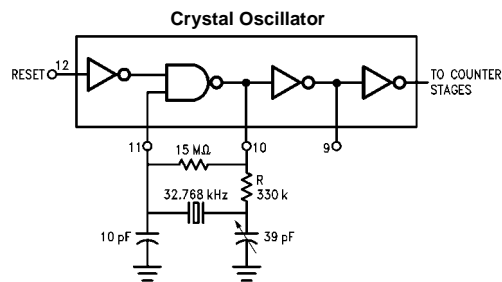 Crystal Oscillator
RESET
12
TO COUNTER
STAGES
11
10
9
15 MΩ
R
330 k
32.768 kHz
10 pF
39 pF